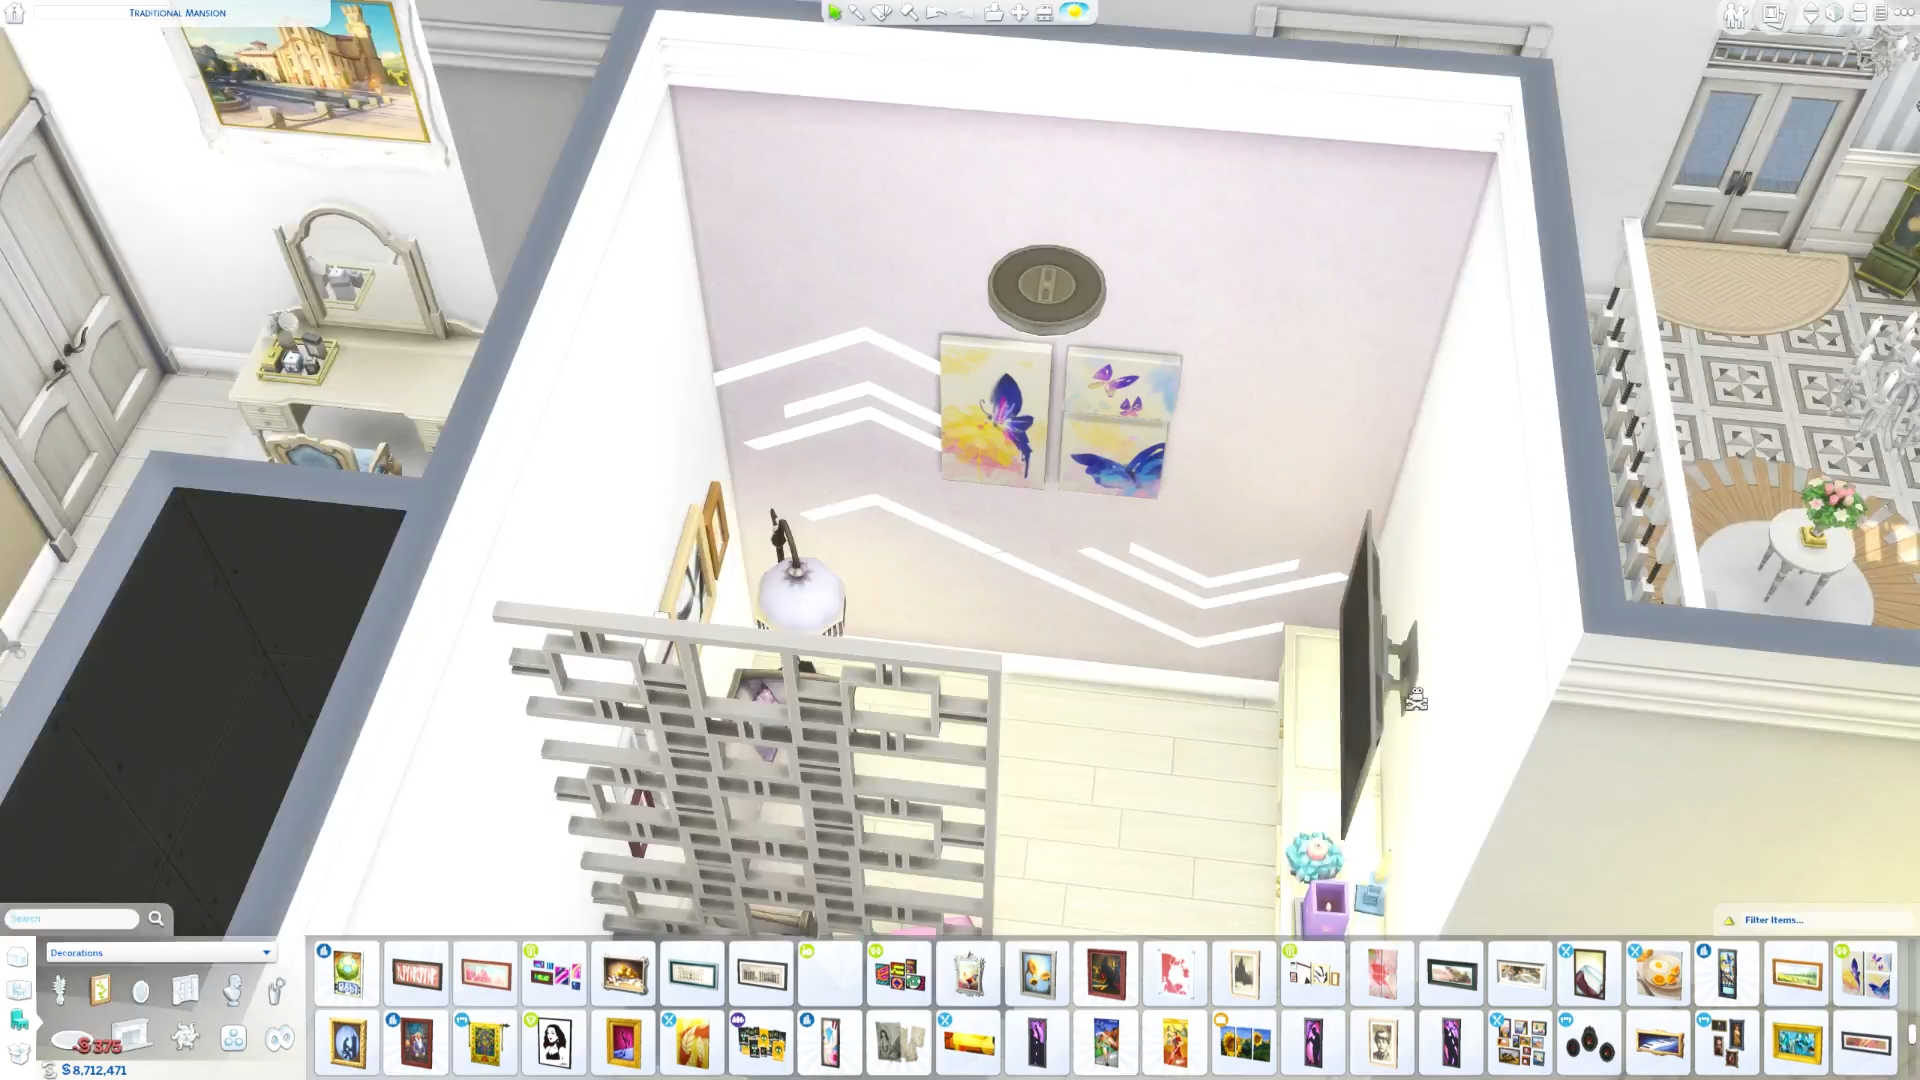 TRADITIONAL MANSION
Search
Filter Items...
Decorations
-§375
§8,712,471